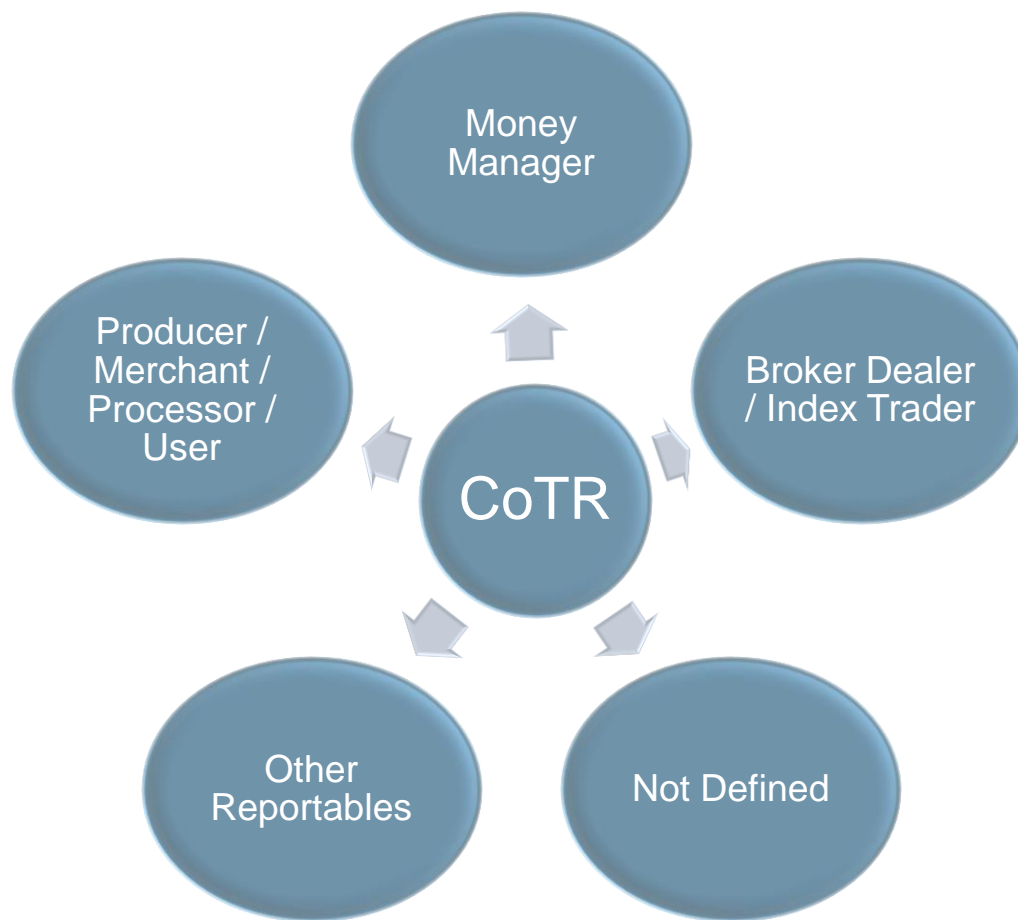 Money
Manager
Producer /
Merchant /
Processor /
User
Broker Dealer
/ Index Trader
CoTR
Other
Reportables
Not Defined